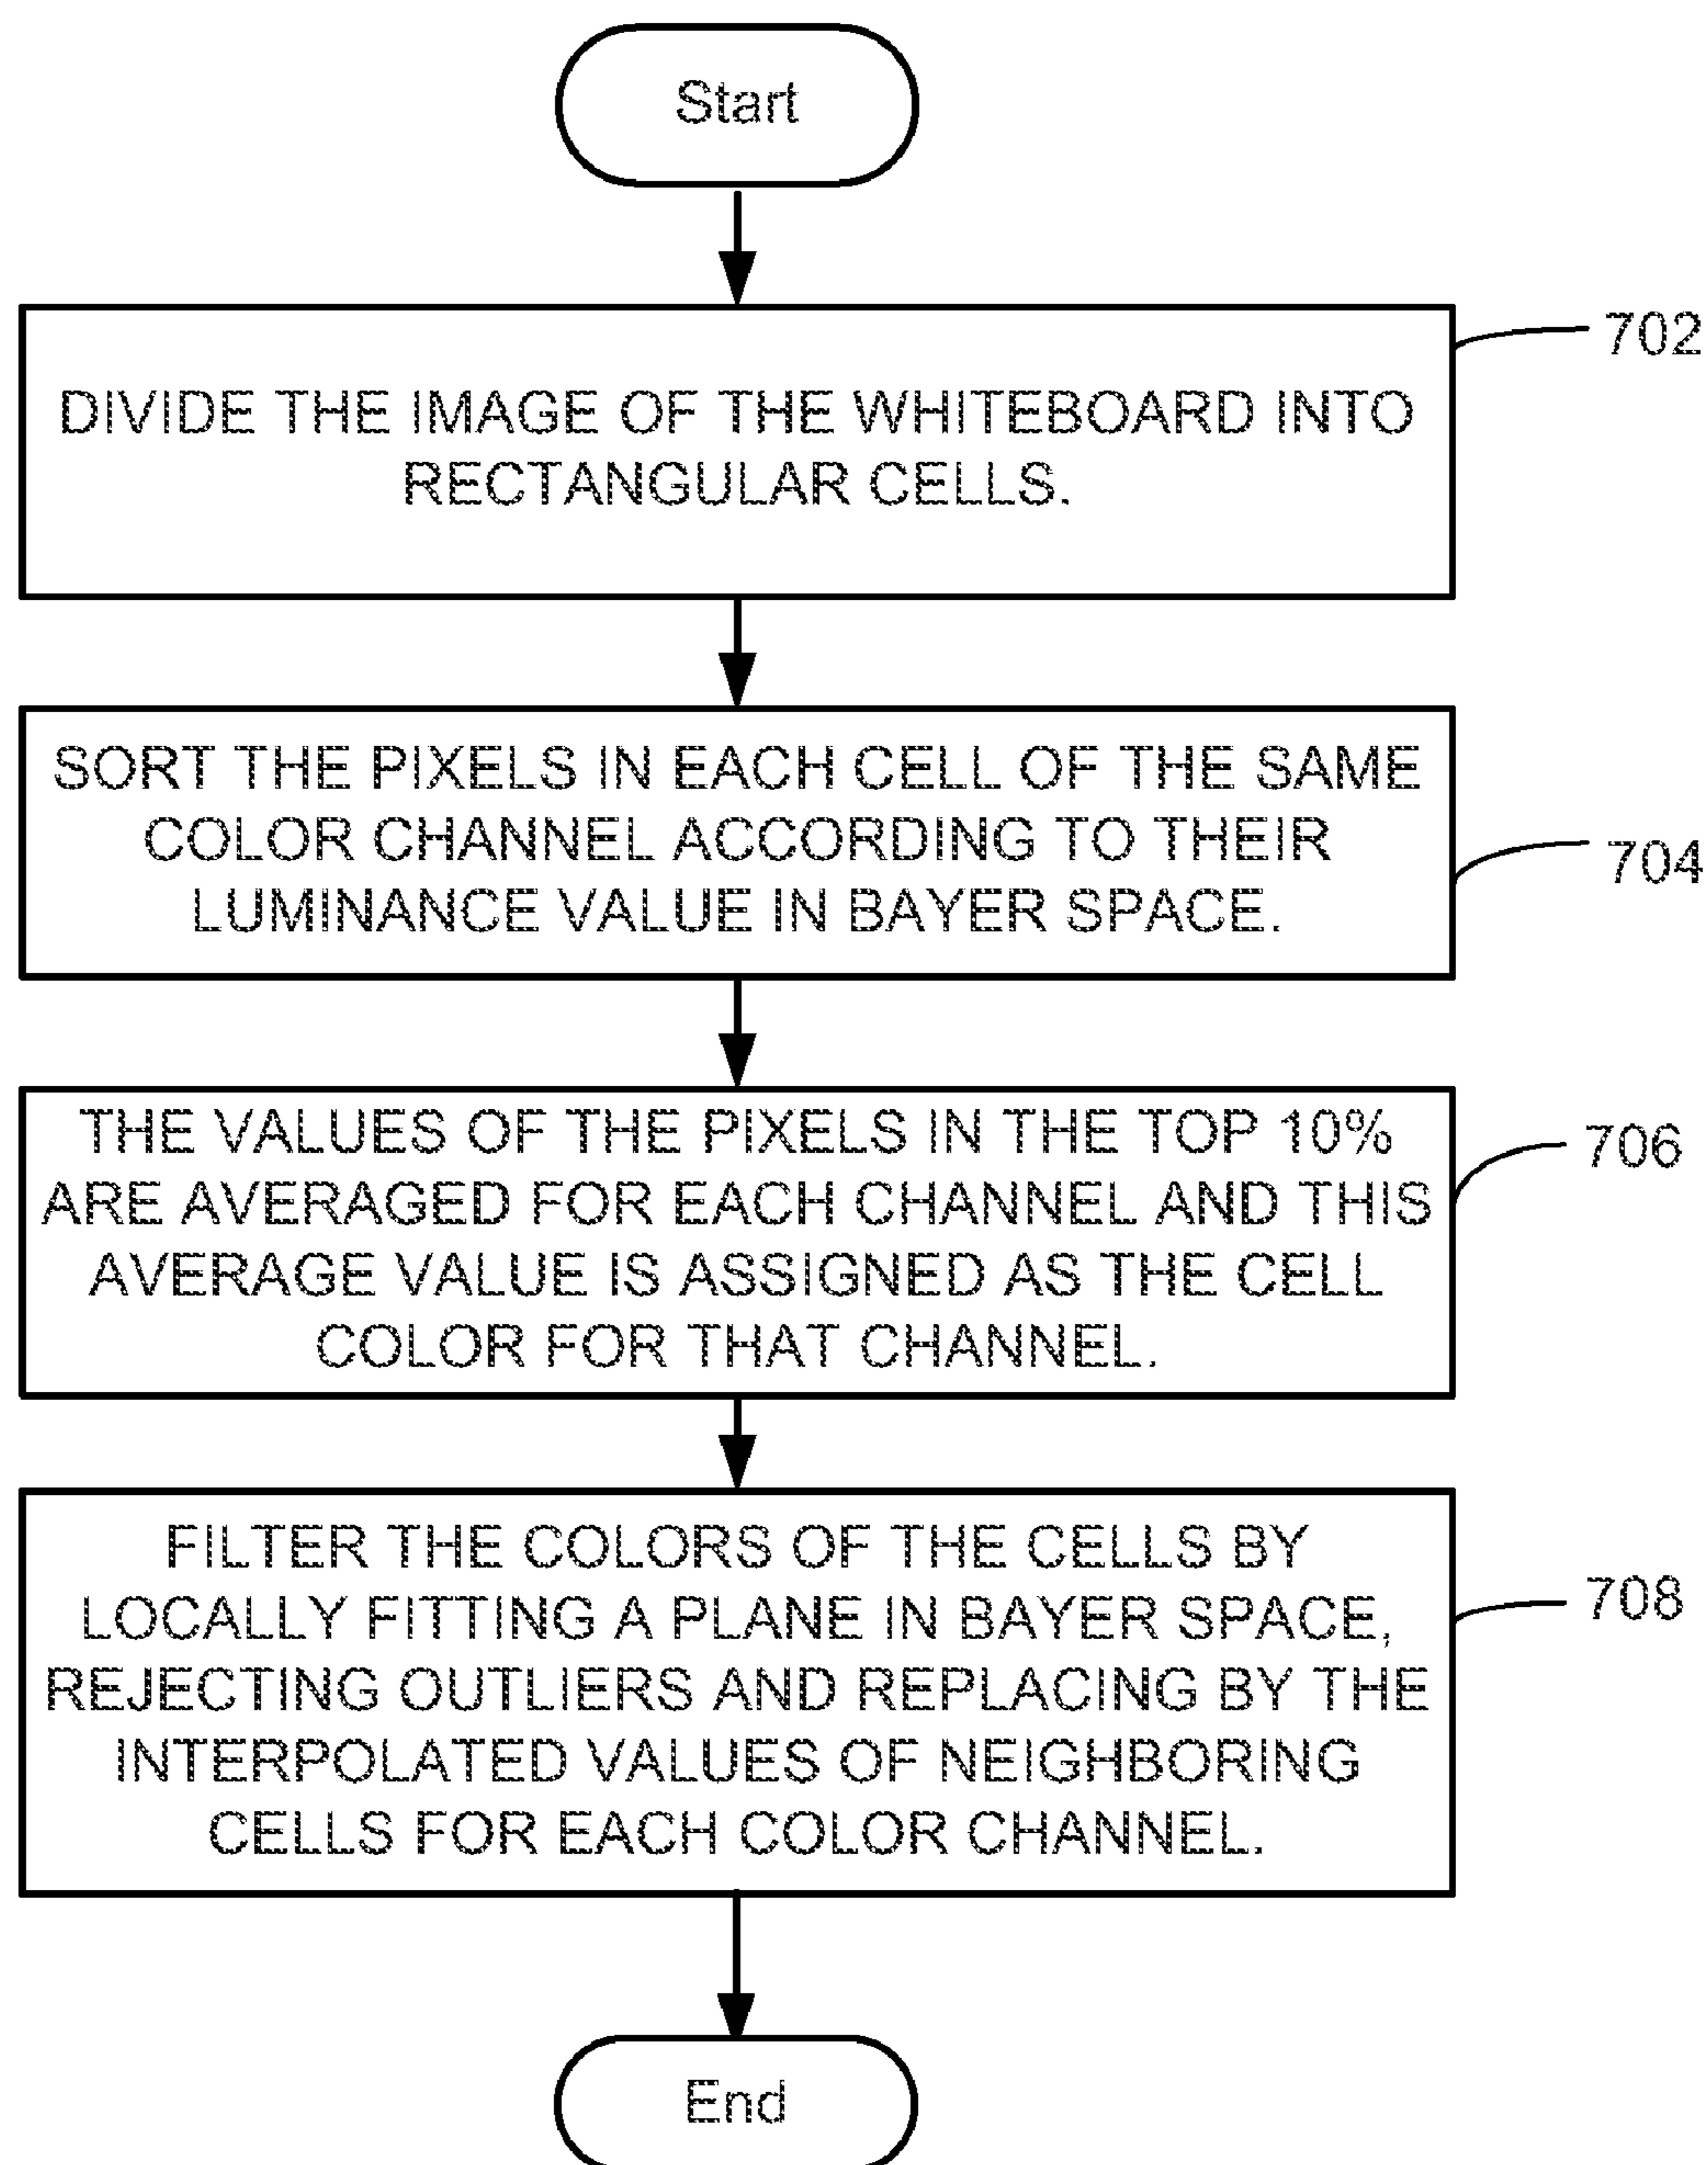 Start
702
DIVIDE THE IMAGE OF THE WHITEBOARD INTO
RECTANGULAR CELLS.
SORT THE PIXELS IN EACH CELL OF THE SAME
COLOR CHANNEL ACCORDING TO THEIR
LUMINANCE VALUE IN BAYER SPACE.
704
THE VALUES OF THE PIXELS IN THE TOP 10%
ARE AVERAGED FOR EACH CHANNEL AND THIS
AVERAGE VALUE IS ASSIGNED AS THE CELL
COLOR FOR THAT CHANNEL.
706
FILTER THE COLORS OF THE CELLS BY
LOCALLY FITTING A PLANE IN BAYER SPACE,
REJECTING OUTLIERS AND REPLACING BY THE
INTERPOLATED VALUES OF NEIGHBORING
CELLS FOR EACH COLOR CHANNEL.
708
End